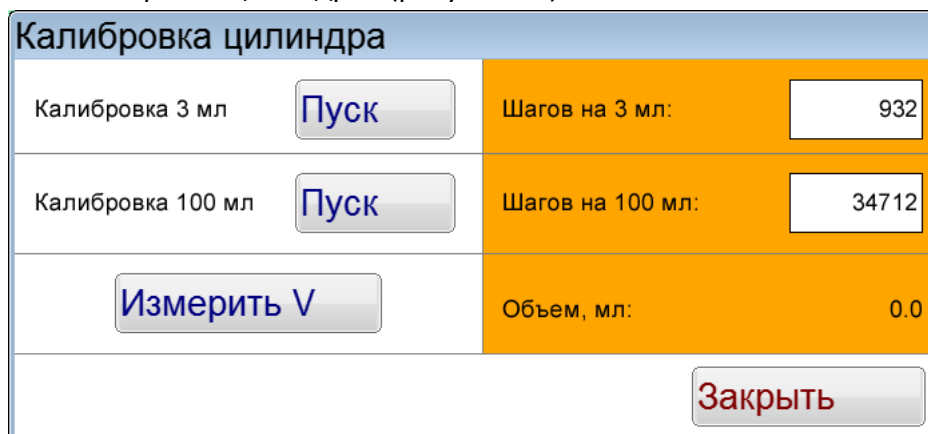 Калибровка цилиндра
Калибровка 3 мл Пуск Шагов на 3 мл: 932
Калибровка 100 мл Пуск Шагов на 100 мл: 34712
Измерить V Объем, мл: 0.0
Закрыть